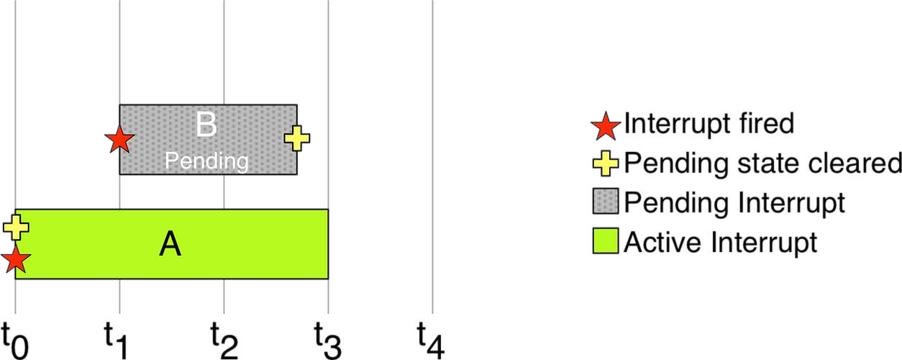 B
Pending
A
t0 t1 t2 t3 t4
Interrupt fired
Pending state cleared
Pending Interrupt
Active Interrupt